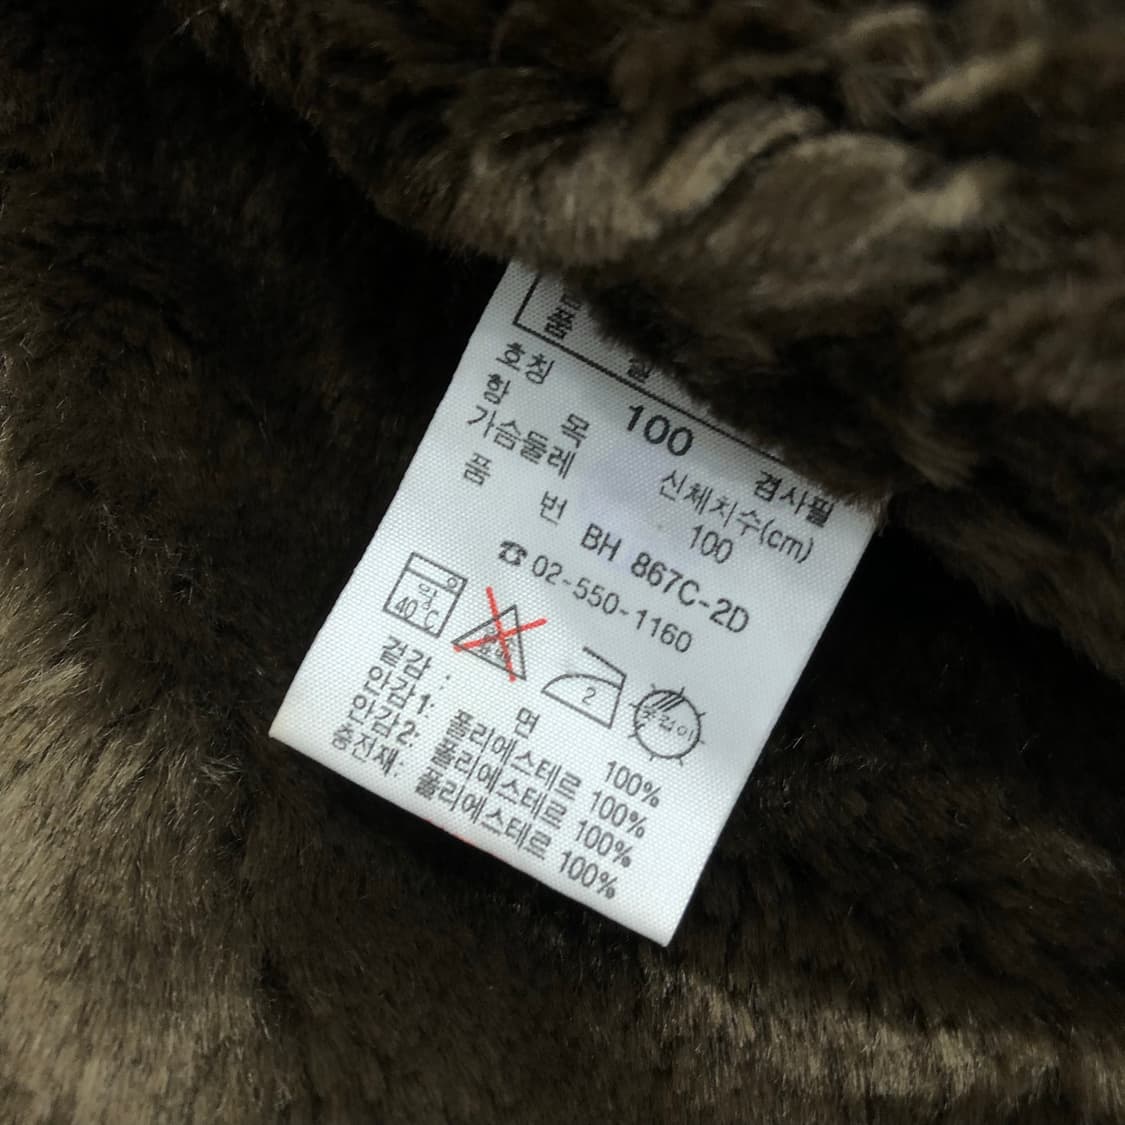 호칭 100 검사필
항 목 신체치수(cm)
가슴둘레 100
품 번 BH 867C-2D
☎ 02-550-1160
약
40°C
2
겉감 : 면 100%
안감1: 폴리에스테르 100%
안감2: 폴리에스테르 100%
충전재: 폴리에스테르 100%